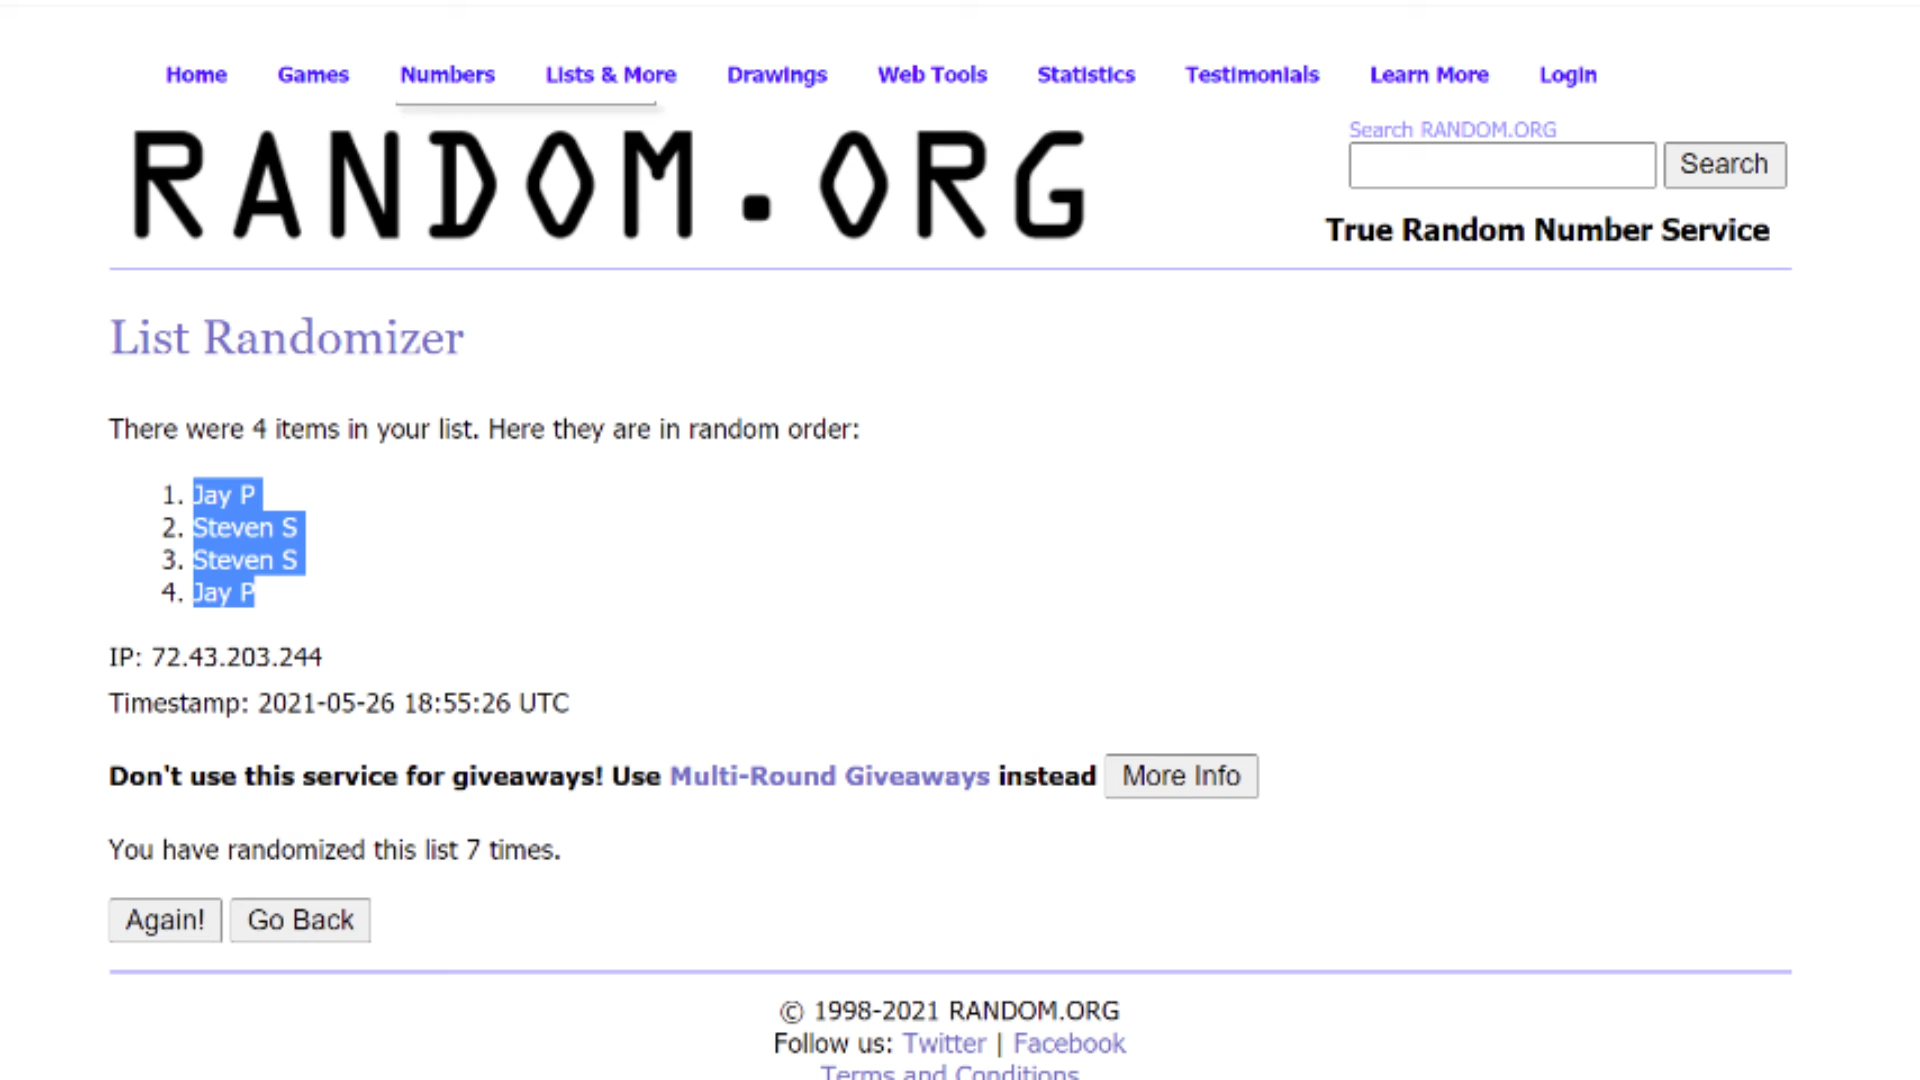 Home Games Numbers Lists & More Drawings Web Tools Statistics Testimonials Learn More Login
RANDOM.ORG
Search RANDOM.ORG
Search
True Random Number Service
List Randomizer
There were 4 items in your list. Here they are in random order:
1. Jay P
2. Steven S
3. Steven S
4. Jay P
IP: 72.43.203.244
Timestamp: 2021-05-26 18:55:26 UTC
Don't use this service for giveaways! Use Multi-Round Giveaways instead More Info
You have randomized this list 7 times.
Again! Go Back
© 1998-2021 RANDOM.ORG
Follow us: Twitter | Facebook
Terms and Conditions